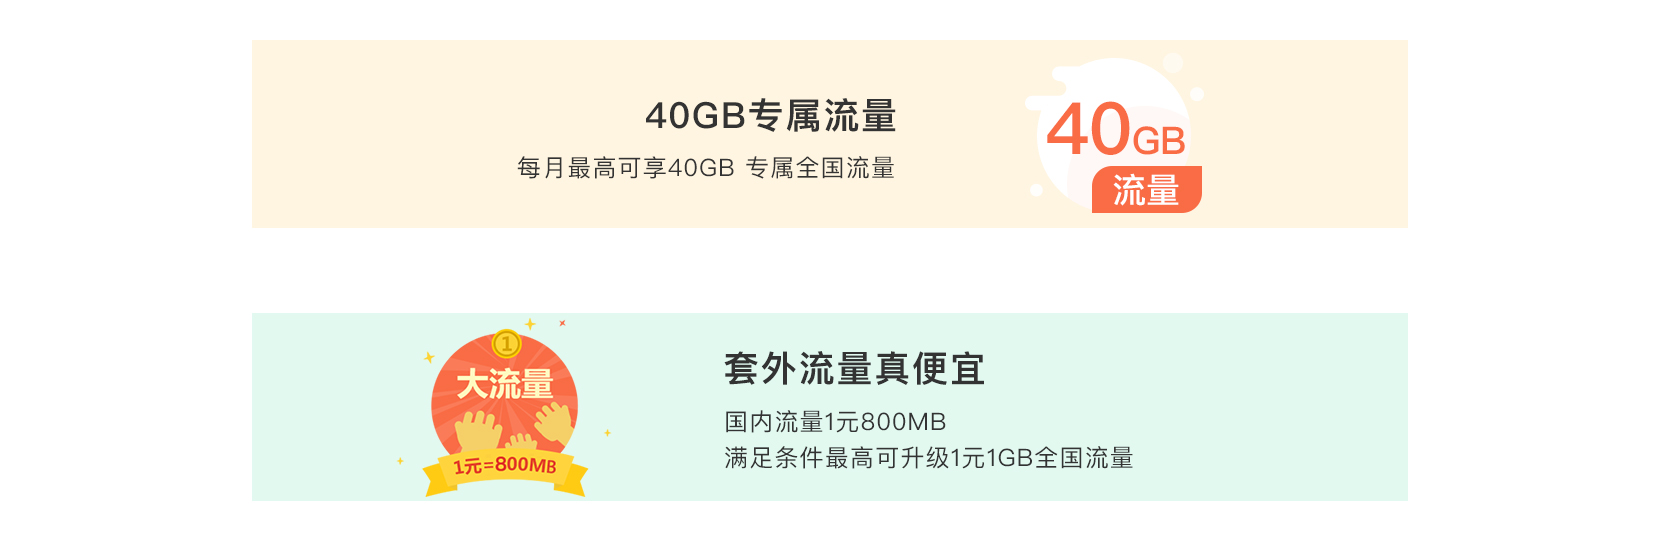 40GB专属流量
每月最高可享40GB 专属全国流量
40GB
流量
1
大流量
1元=800MB
套外流量真便宜
国内流量1元800MB
满足条件最高可升级1元1GB全国流量